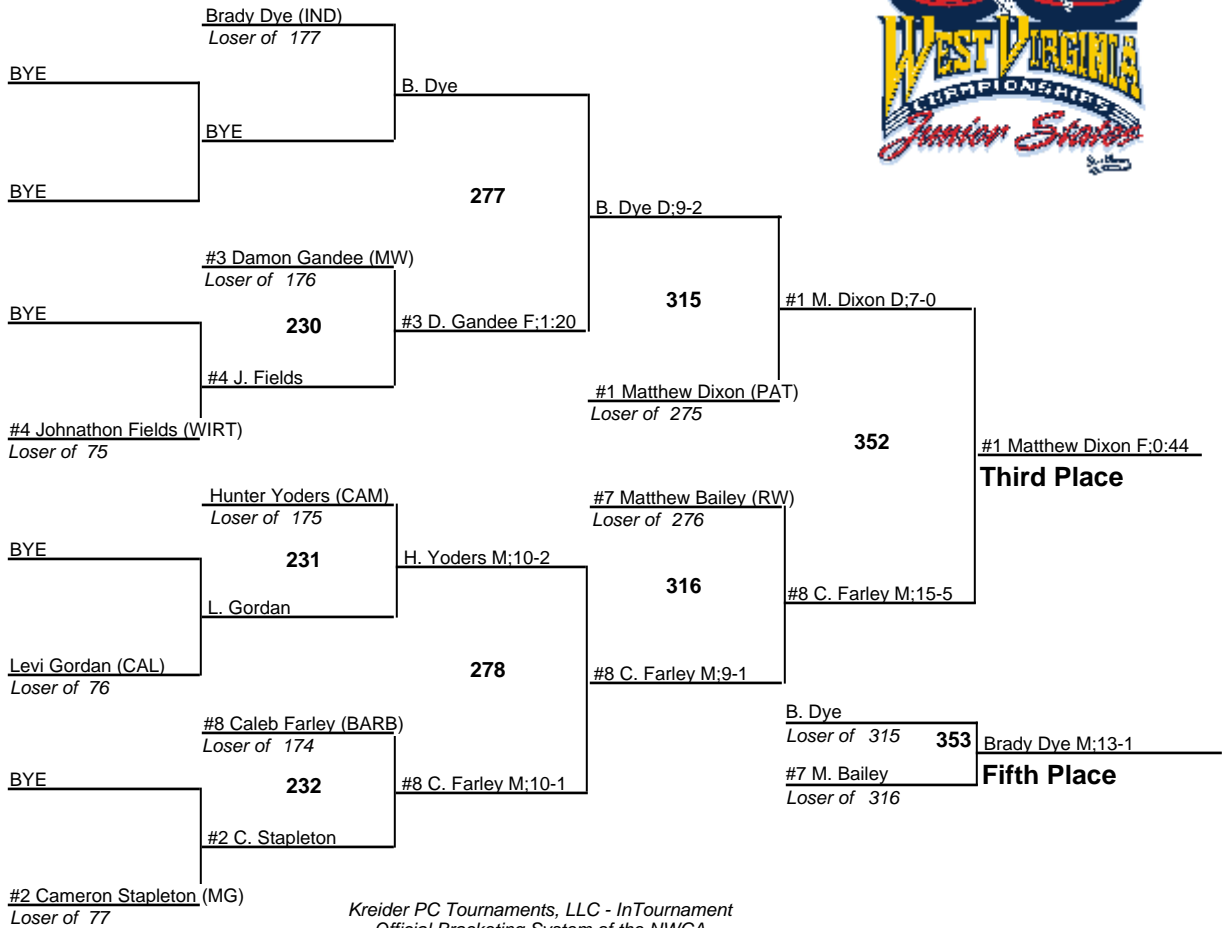 Brady Dye (IND)
Loser of 177
BYE
B. Dye
BYE
BYE
277
B. Dye D;9-2
#3 Damon Gandee (MW)
Loser of 176
BYE
230
#3 D. Gandee F;1:20
315
#1 M. Dixon D;7-0
#4 J. Fields
#1 Matthew Dixon (PAT)
Loser of 275
#4 Johnathon Fields (WIRT)
Loser of 75
352
#1 Matthew Dixon F;0:44
Third Place
Hunter Yoders (CAM)
Loser of 175
#7 Matthew Bailey (RW)
Loser of 276
BYE
231
H. Yoders M;10-2
316
L. Gordan
#8 C. Farley M;15-5
Levi Gordan (CAL)
Loser of 76
278
#8 C. Farley M;9-1
#8 Caleb Farley (BARB)
Loser of 174
B. Dye
Loser of 315
353
Brady Dye M;13-1
Fifth Place
BYE
232
#8 C. Farley M;10-1
#7 M. Bailey
Loser of 316
#2 C. Stapleton
#2 Cameron Stapleton (MG)
Loser of 77
Kreider PC Tournaments, LLC - InTournament
Official Bracketing System of the NWCA
WEST VIRGINIA
CHAMPIONSHIPS
Junior States